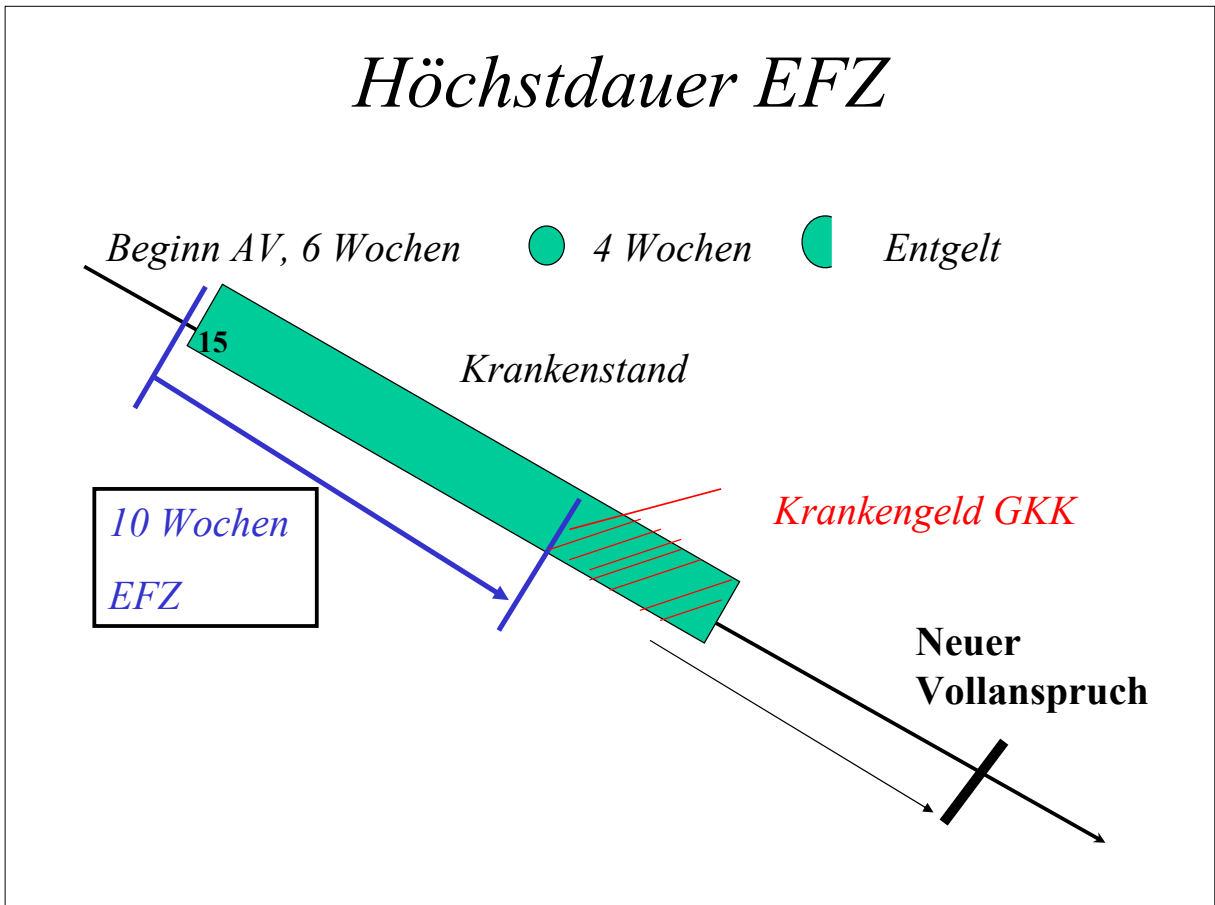 Höchstdauer EFZ
Beginn AV, 6 Wochen 4 Wochen Entgelt
15
Krankenstand
10 Wochen
EFZ
Krankengeld GKK
Neuer
Vollanspruch